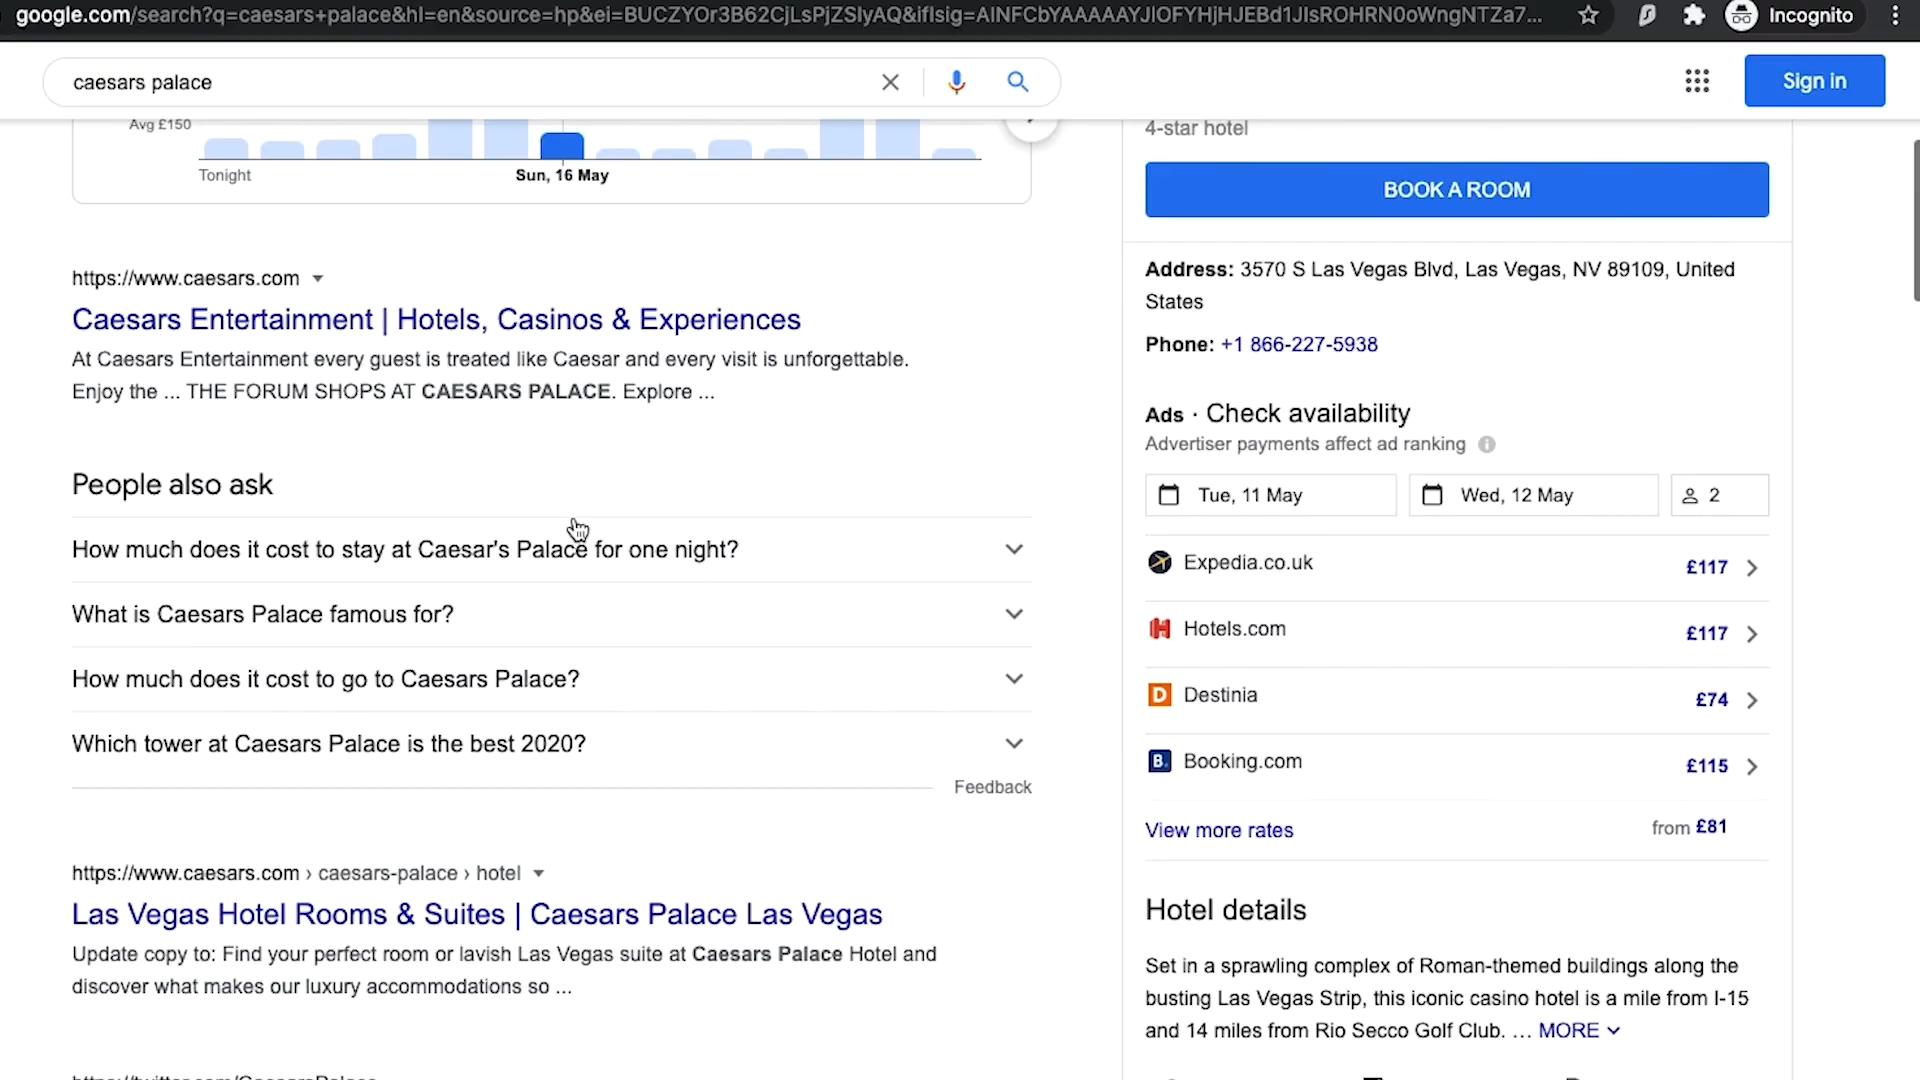 google.com/search?q=caesars+palace&hl=en&source=hp&ei=BUCZYOr3B62CjLsPjZSIyAQ&iflsig=AINFCbYAAAAAYJlOFYHjHJEBd1JIsROHRN0oWngNTZa7...
Incognito
caesars palace
Sign in
Avg £150
Tonight
Sun, 16 May
https://www.caesars.com
Caesars Entertainment | Hotels, Casinos & Experiences
At Caesars Entertainment every guest is treated like Caesar and every visit is unforgettable.
Enjoy the ... THE FORUM SHOPS AT CAESARS PALACE. Explore ...
People also ask
How much does it cost to stay at Caesar's Palace for one night?
What is Caesars Palace famous for?
How much does it cost to go to Caesars Palace?
Which tower at Caesars Palace is the best 2020?
Feedback
https://www.caesars.com › caesars-palace › hotel
Las Vegas Hotel Rooms & Suites | Caesars Palace Las Vegas
Update copy to: Find your perfect room or lavish Las Vegas suite at Caesars Palace Hotel and
discover what makes our luxury accommodations so ...
4-star hotel
BOOK A ROOM
Address: 3570 S Las Vegas Blvd, Las Vegas, NV 89109, United
States
Phone: +1 866-227-5938
Ads · Check availability
Advertiser payments affect ad ranking
Tue, 11 May
Wed, 12 May
2
Expedia.co.uk £117
Hotels.com £117
D Destinia £74
B. Booking.com £115
View more rates from £81
Hotel details
Set in a sprawling complex of Roman-themed buildings along the
busting Las Vegas Strip, this iconic casino hotel is a mile from I-15
and 14 miles from Rio Secco Golf Club. … MORE